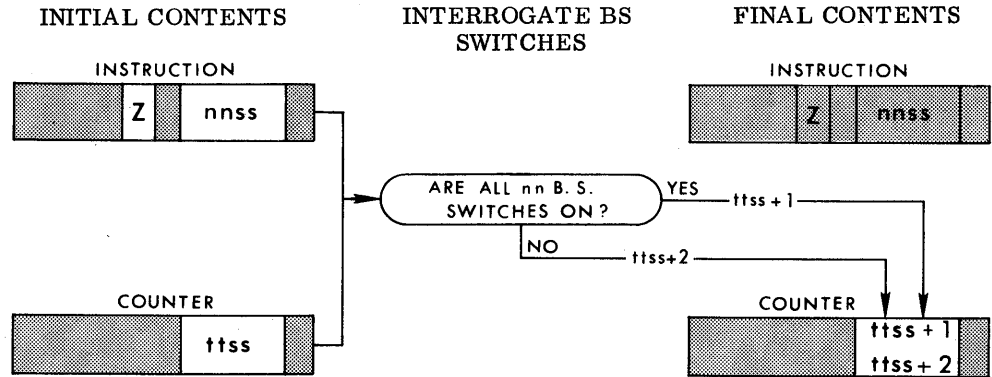 INITIAL CONTENTS
INTERROGATE BS
SWITCHES
FINAL CONTENTS
INSTRUCTION
Z
nnss
INSTRUCTION
Z
nnss
ARE ALL nn B.S.
SWITCHES ON?
YES
ttss+1
NO
ttss+2
COUNTER
ttss
COUNTER
ttss + 1
ttss + 2